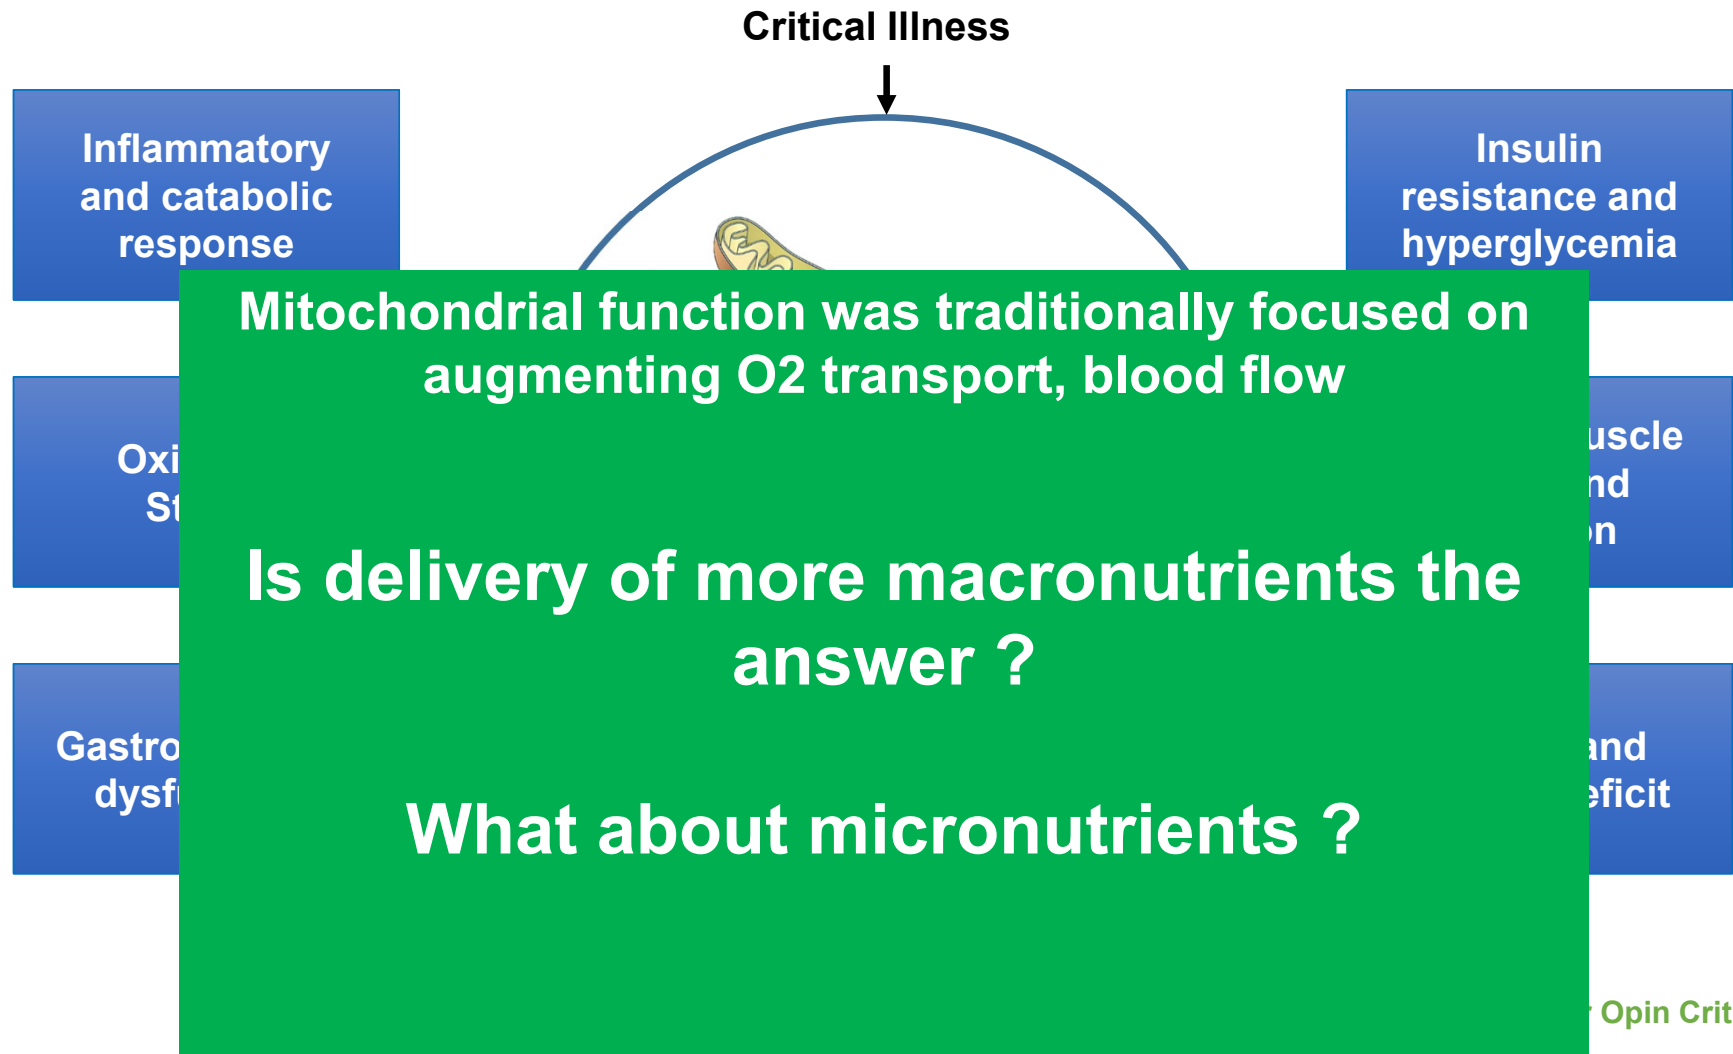 Critical Illness
Inflammatory
and catabolic
response
Insulin
resistance and
hyperglycemia
Mitochondrial function was traditionally focused on
augmenting O2 transport, blood flow
Is delivery of more macronutrients the
answer ?
What about micronutrients ?
Opin Crit